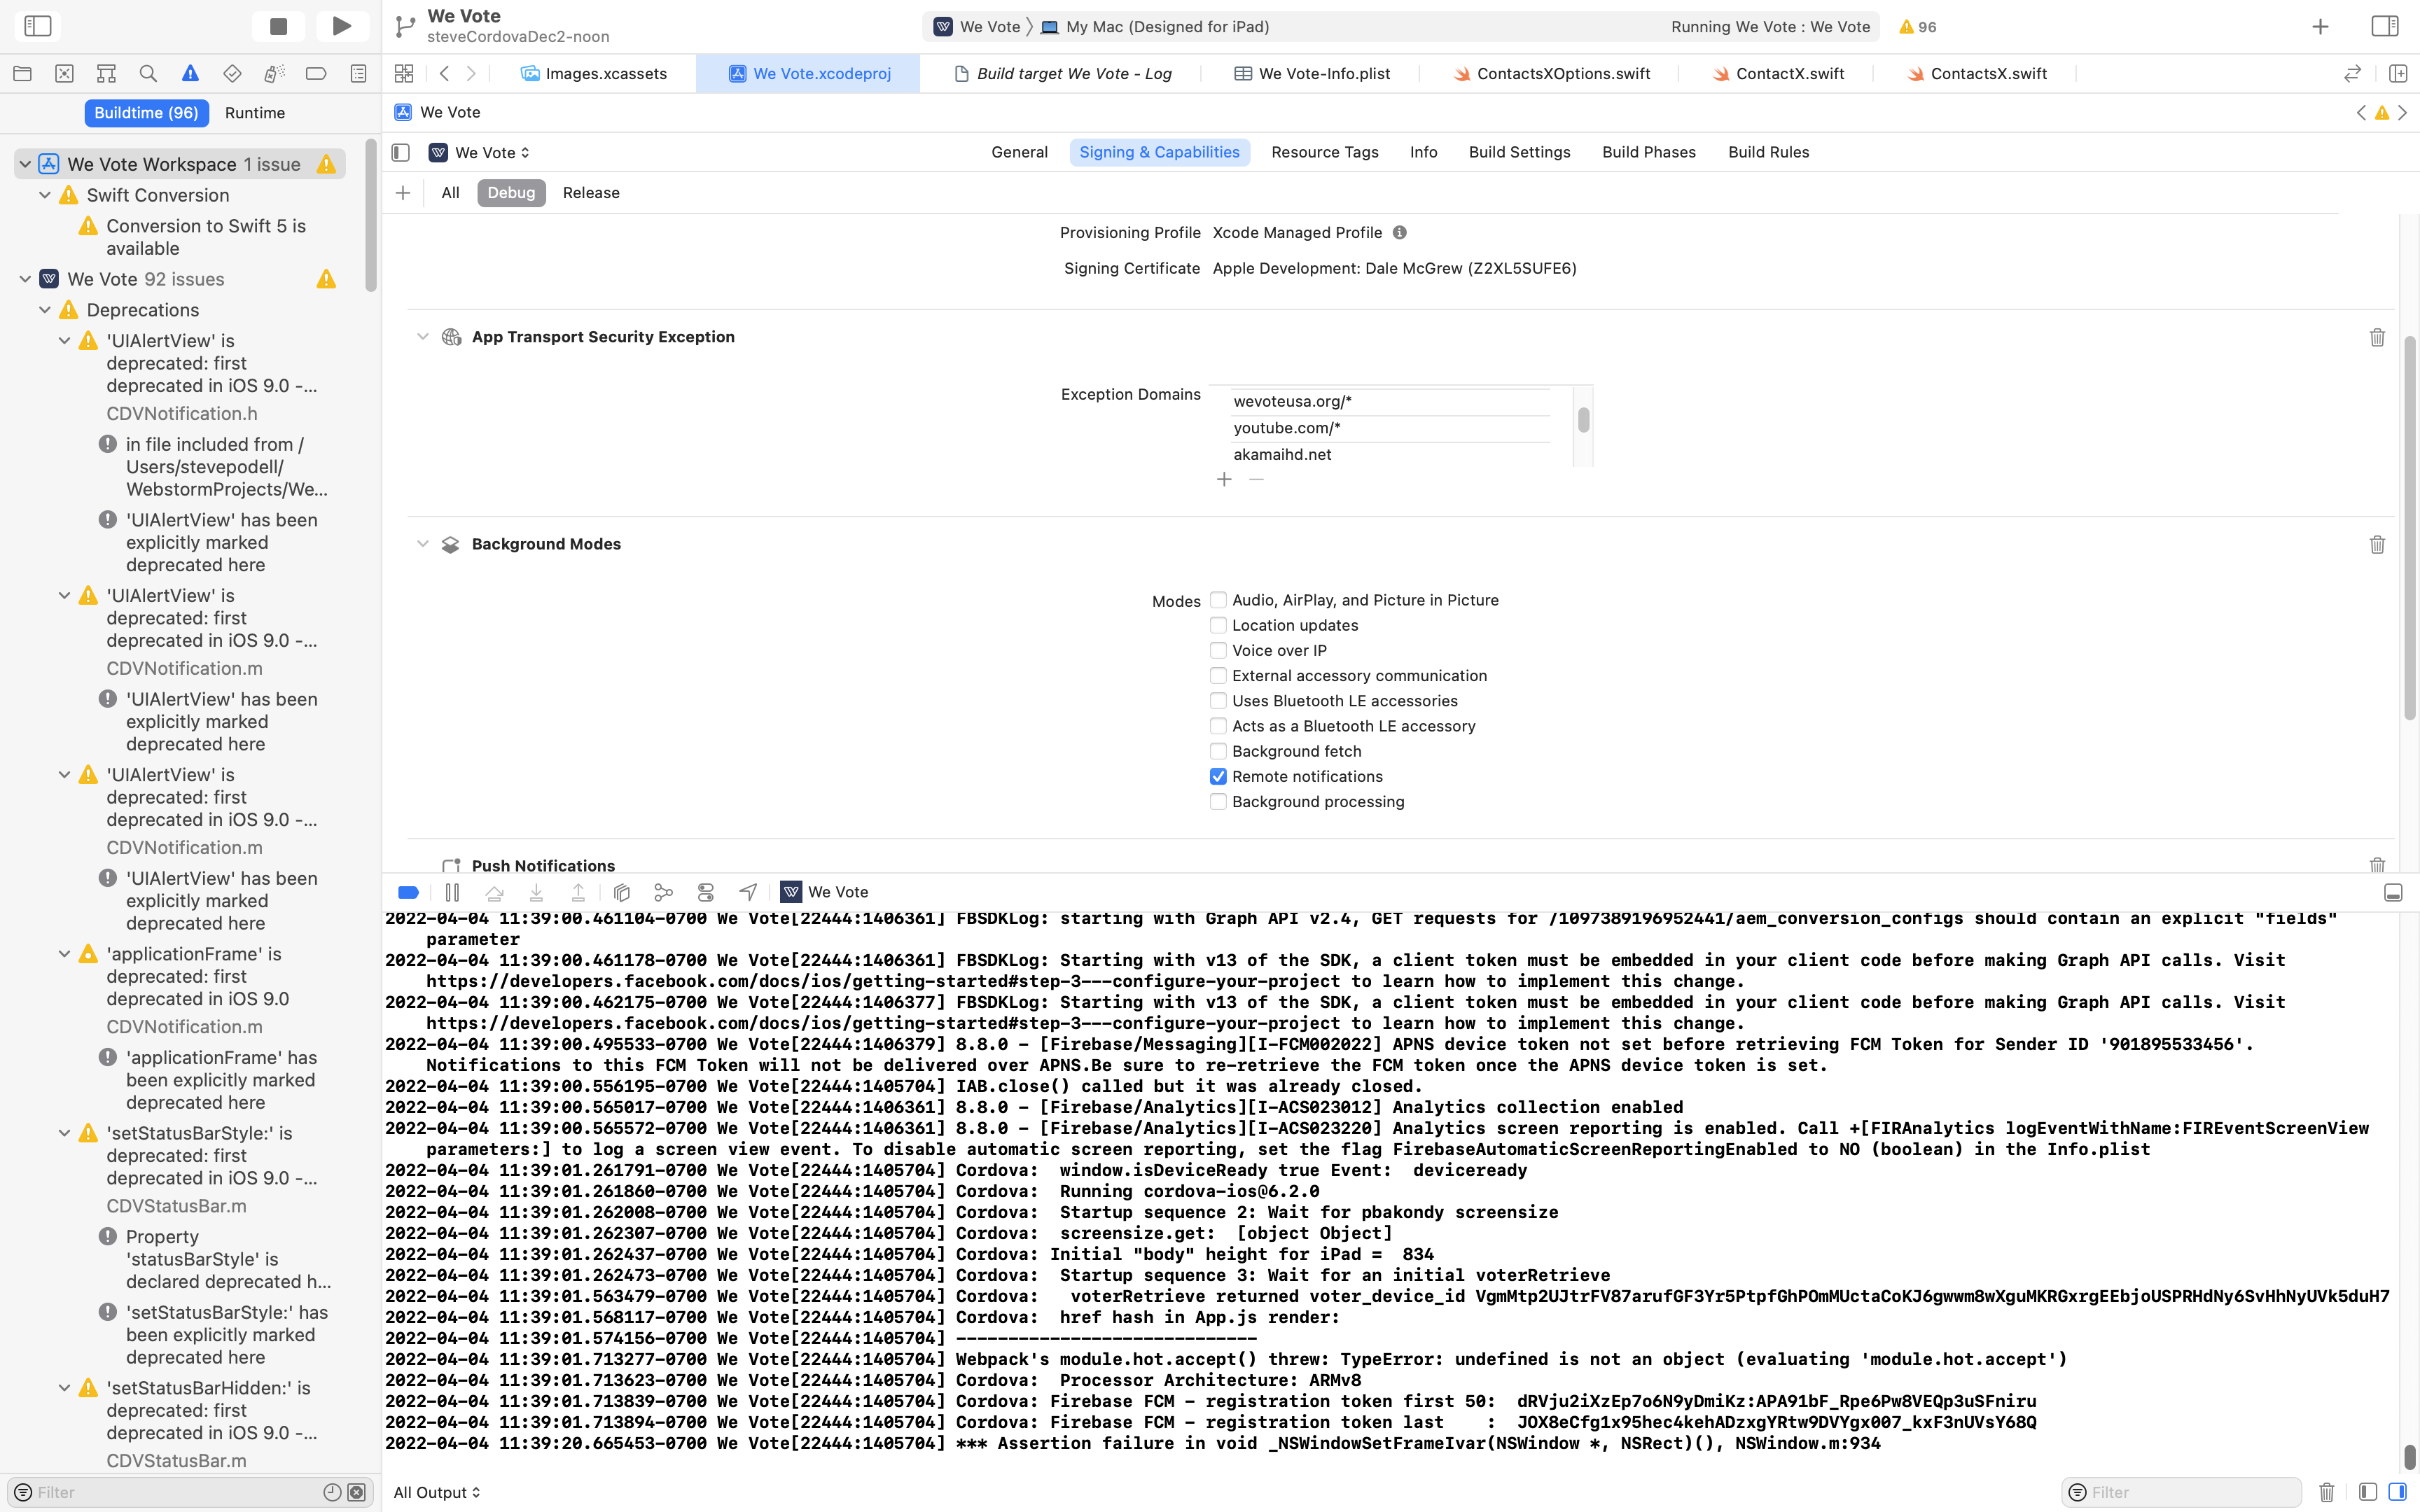 We Vote
steveCordovaDec2-noon
We Vote
My Mac (Designed for iPad)
Running We Vote : We Vote
96
Images.xcassets
We Vote.xcodeproj
Build target We Vote - Log
We Vote-Info.plist
ContactsXOptions.swift
ContactX.swift
ContactsX.swift
Buildtime (96)
Runtime
We Vote
We Vote
General
Signing & Capabilities
Resource Tags
Info
Build Settings
Build Phases
Build Rules
All
Debug
Release
We Vote Workspace 1 issue
Swift Conversion
Conversion to Swift 5 is
available
We Vote 92 issues
Deprecations
'UIAlertView' is
deprecated: first
deprecated in iOS 9.0 -...
CDVNotification.h
in file included from /
Users/stevepodell/
WebstormProjects/We...
'UIAlertView' has been
explicitly marked
deprecated here
'UIAlertView' is
deprecated: first
deprecated in iOS 9.0 -...
CDVNotification.m
'UIAlertView' has been
explicitly marked
deprecated here
'UIAlertView' is
deprecated: first
deprecated in iOS 9.0 -...
CDVNotification.m
'UIAlertView' has been
explicitly marked
deprecated here
'applicationFrame' is
deprecated: first
deprecated in iOS 9.0
CDVNotification.m
'applicationFrame' has
been explicitly marked
deprecated here
'setStatusBarStyle:' is
deprecated: first
deprecated in iOS 9.0 -...
CDVStatusBar.m
Property
'statusBarStyle' is
declared deprecated h...
'setStatusBarStyle:' has
been explicitly marked
deprecated here
'setStatusBarHidden:' is
deprecated: first
deprecated in iOS 9.0 -...
CDVStatusBar.m
Filter
Provisioning Profile Xcode Managed Profile
Signing Certificate Apple Development: Dale McGrew (Z2XL5SUFE6)
App Transport Security Exception
Exception Domains
wevoteusa.org/*
youtube.com/*
akamaihd.net
Background Modes
Modes
Audio, AirPlay, and Picture in Picture
Location updates
Voice over IP
External accessory communication
Uses Bluetooth LE accessories
Acts as a Bluetooth LE accessory
Background fetch
Remote notifications
Background processing
Push Notifications
We Vote
2022-04-04 11:39:00.461104-0700 We Vote[22444:1406361] FBSDKLog: starting with Graph API v2.4, GET requests for /1097389196952441/aem_conversion_configs should contain an explicit "fields"
parameter
2022-04-04 11:39:00.461178-0700 We Vote[22444:1406361] FBSDKLog: Starting with v13 of the SDK, a client token must be embedded in your client code before making Graph API calls. Visit
https://developers.facebook.com/docs/ios/getting-started#step-3---configure-your-project to learn how to implement this change.
2022-04-04 11:39:00.462175-0700 We Vote[22444:1406377] FBSDKLog: Starting with v13 of the SDK, a client token must be embedded in your client code before making Graph API calls. Visit
https://developers.facebook.com/docs/ios/getting-started#step-3---configure-your-project to learn how to implement this change.
2022-04-04 11:39:00.495533-0700 We Vote[22444:1406379] 8.8.0 - [Firebase/Messaging][I-FCM002022] APNS device token not set before retrieving FCM Token for Sender ID '901895533456'.
Notifications to this FCM Token will not be delivered over APNS.Be sure to re-retrieve the FCM token once the APNS device token is set.
2022-04-04 11:39:00.556195-0700 We Vote[22444:1405704] IAB.close() called but it was already closed.
2022-04-04 11:39:00.565017-0700 We Vote[22444:1406361] 8.8.0 - [Firebase/Analytics][I-ACS023012] Analytics collection enabled
2022-04-04 11:39:00.565572-0700 We Vote[22444:1406361] 8.8.0 - [Firebase/Analytics][I-ACS023220] Analytics screen reporting is enabled. Call +[FIRAnalytics logEventWithName:FIREventScreenView
parameters:] to log a screen view event. To disable automatic screen reporting, set the flag FirebaseAutomaticScreenReportingEnabled to NO (boolean) in the Info.plist
2022-04-04 11:39:01.261791-0700 We Vote[22444:1405704] Cordova:  window.isDeviceReady true Event:  deviceready
2022-04-04 11:39:01.261860-0700 We Vote[22444:1405704] Cordova:  Running cordova-ios@6.2.0
2022-04-04 11:39:01.262008-0700 We Vote[22444:1405704] Cordova:  Startup sequence 2: Wait for pbakondy screensize
2022-04-04 11:39:01.262307-0700 We Vote[22444:1405704] Cordova:  screensize.get:  [object Object]
2022-04-04 11:39:01.262437-0700 We Vote[22444:1405704] Cordova: Initial "body" height for iPad =  834
2022-04-04 11:39:01.262473-0700 We Vote[22444:1405704] Cordova:  Startup sequence 3: Wait for an initial voterRetrieve
2022-04-04 11:39:01.563479-0700 We Vote[22444:1405704] Cordova:   voterRetrieve returned voter_device_id VgmMtp2UJtrFV87arufGF3Yr5PtpfGhPOmMUctaCoKJ6gwwm8wXguMKRGxrgEEbjoUSPRHdNy6SvHhNyUVk5duH7
2022-04-04 11:39:01.568117-0700 We Vote[22444:1405704] Cordova:  href hash in App.js render:
2022-04-04 11:39:01.574156-0700 We Vote[22444:1405704] -----------------------------
2022-04-04 11:39:01.713277-0700 We Vote[22444:1405704] Webpack's module.hot.accept() threw: TypeError: undefined is not an object (evaluating 'module.hot.accept')
2022-04-04 11:39:01.713623-0700 We Vote[22444:1405704] Cordova:  Processor Architecture: ARMv8
2022-04-04 11:39:01.713839-0700 We Vote[22444:1405704] Cordova: Firebase FCM - registration token first 50:  dRVju2iXzEp7o6N9yDmiKz:APA91bF_Rpe6Pw8VEQp3uSFniru
2022-04-04 11:39:01.713894-0700 We Vote[22444:1405704] Cordova: Firebase FCM - registration token last    :  JOX8eCfg1x95hec4kehADzxgYRtw9DVYgx007_kxF3nUVsY68Q
2022-04-04 11:39:20.665453-0700 We Vote[22444:1405704] *** Assertion failure in void _NSWindowSetFrameIvar(NSWindow *, NSRect)(), NSWindow.m:934
All Output
Filter